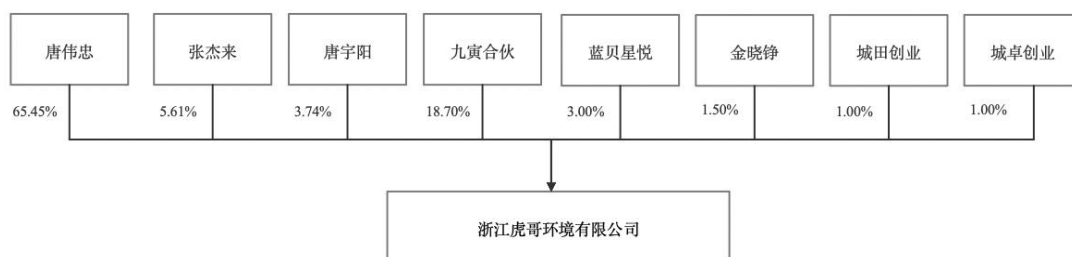 唐伟忠
张杰来
唐宇阳
九寅合伙
蓝贝星悦
金晓铮
城田创业
城卓创业
65.45%
5.61%
3.74%
18.70%
3.00%
1.50%
1.00%
1.00%
浙江虎哥环境有限公司